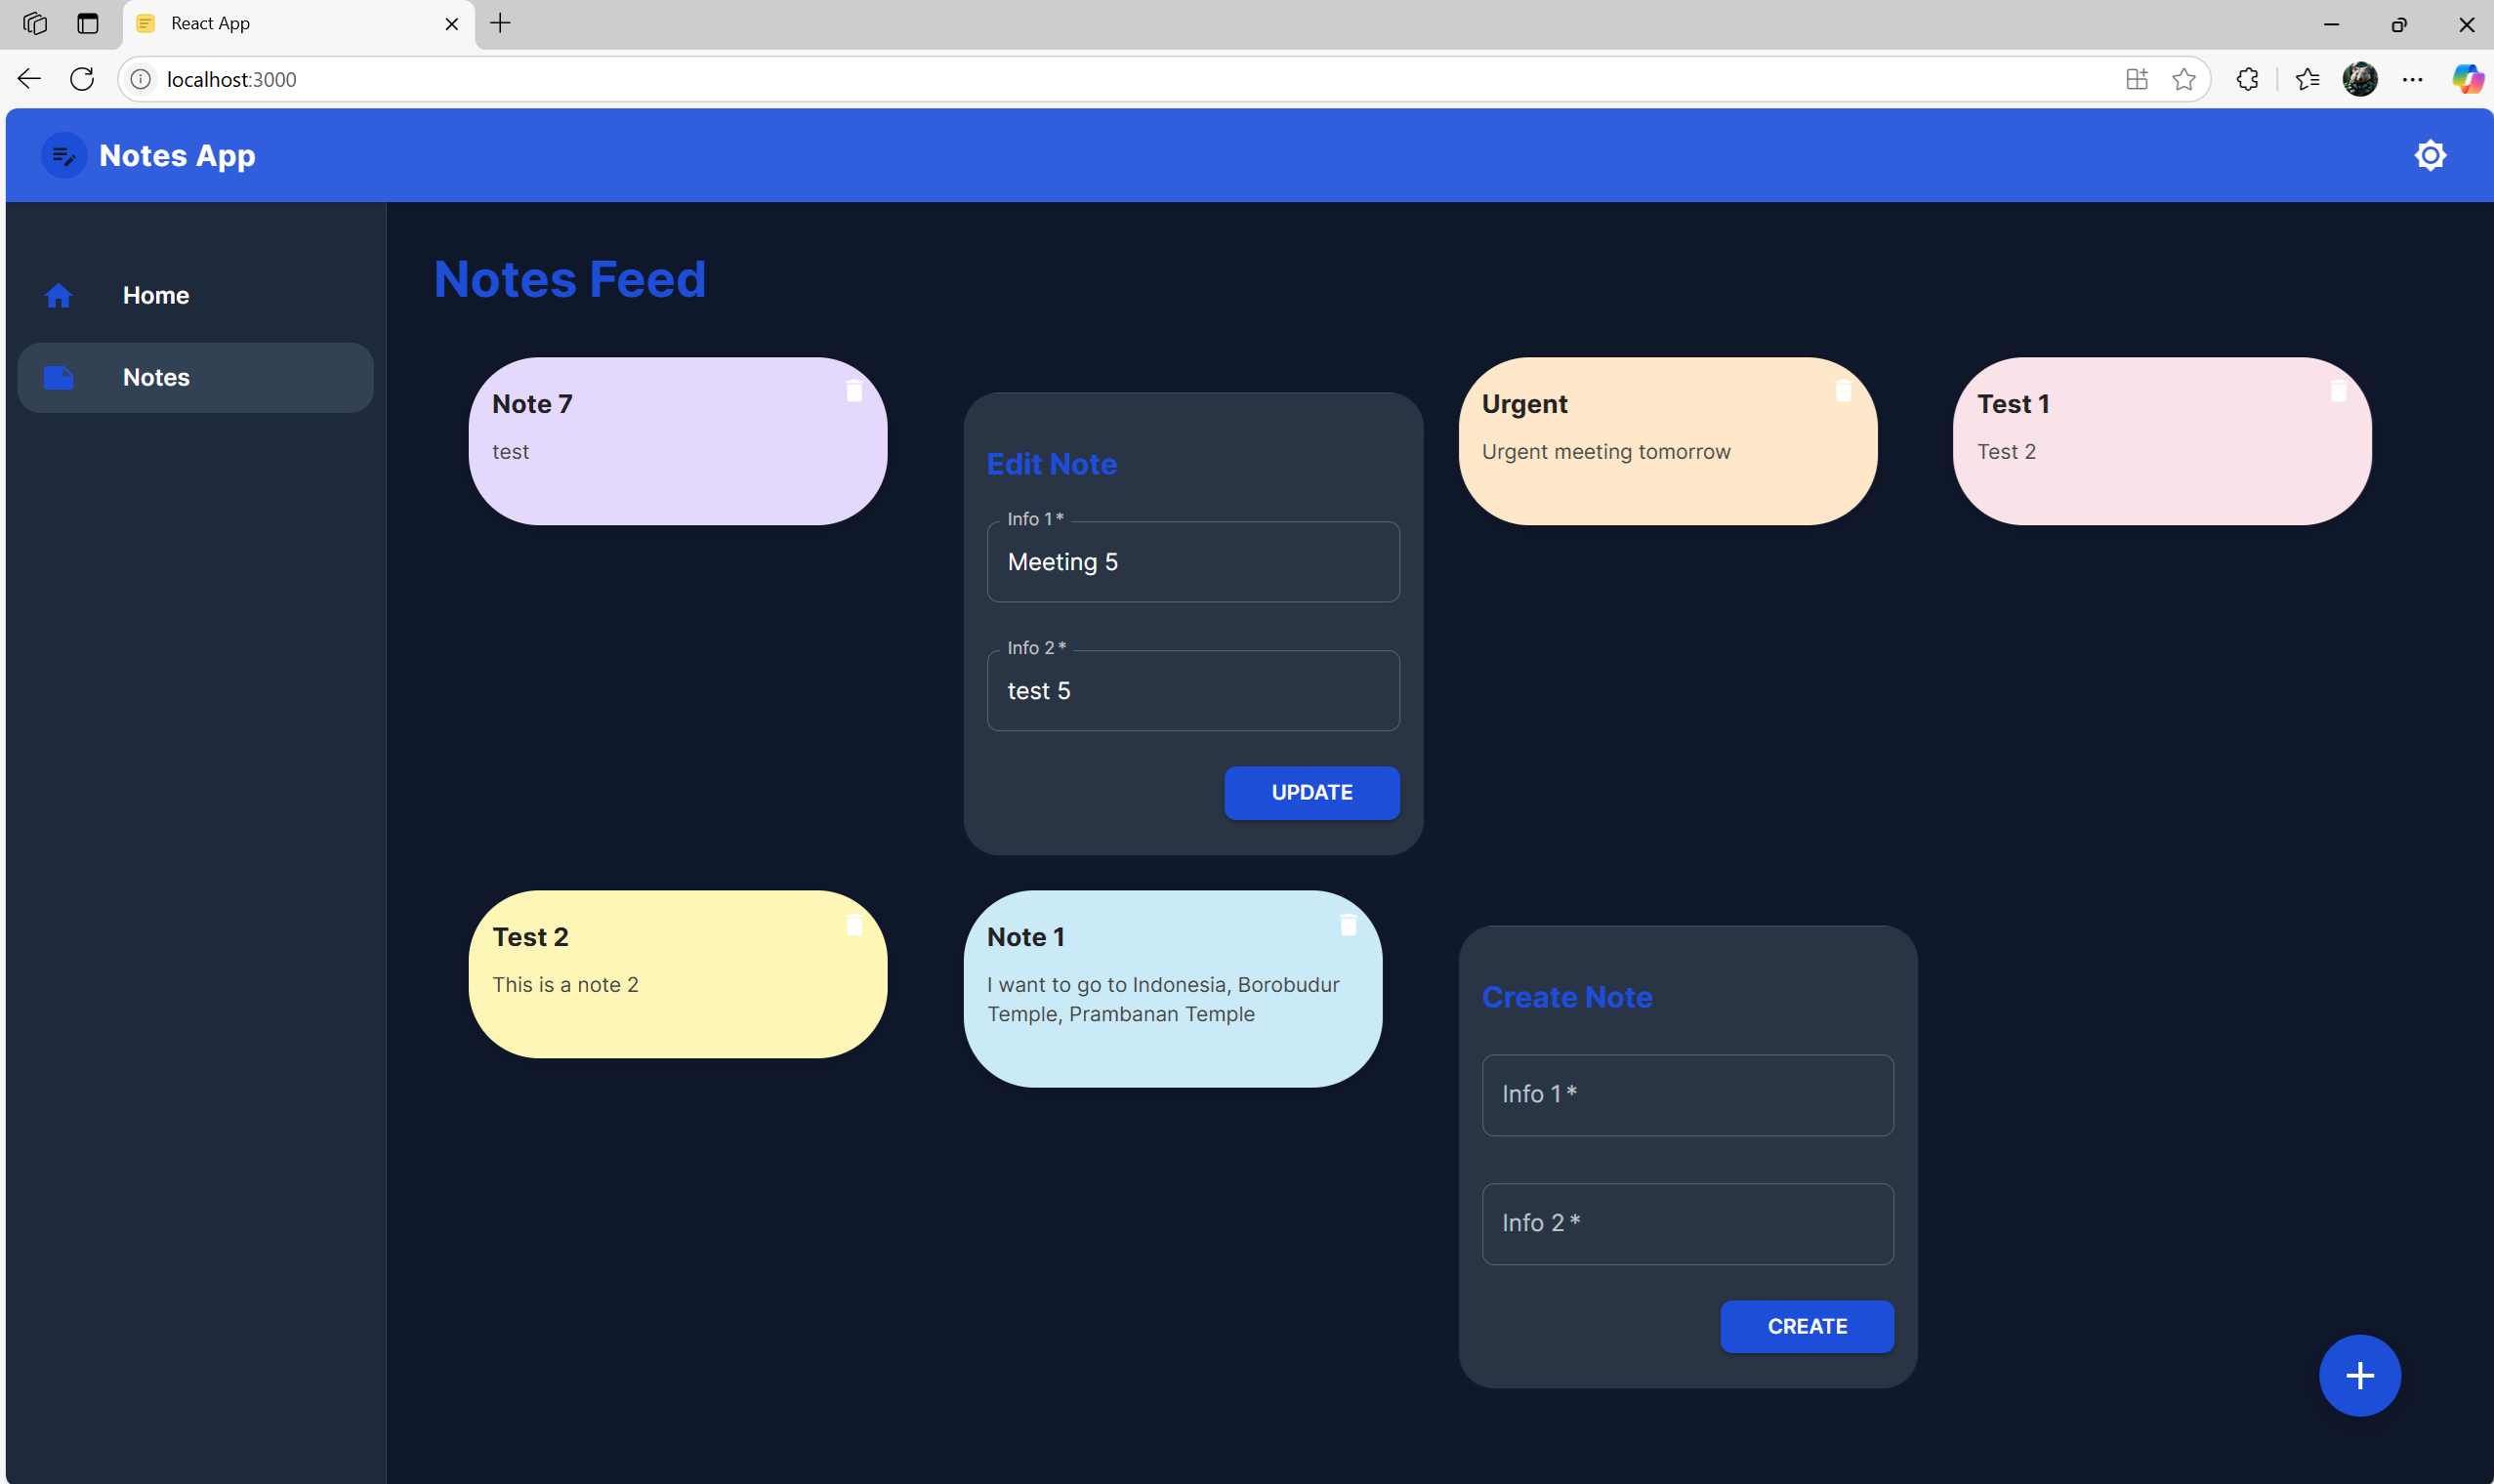 React App
localhost:3000
Notes App
Home
Notes
Notes Feed
Note 7
test
Edit Note
Info 1 *
Meeting 5
Info 2 *
test 5
UPDATE
Urgent
Urgent meeting tomorrow
Test 1
Test 2
Test 2
This is a note 2
Note 1
I want to go to Indonesia, Borobudur
Temple, Prambanan Temple
Create Note
Info 1 *
Info 2 *
CREATE